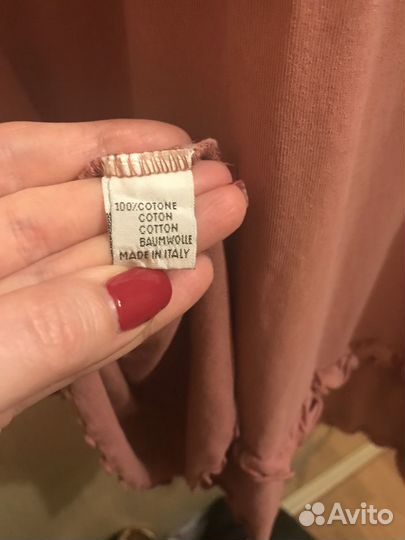 100% COTONE
COTON
COTTON
BAUMWOLLE
MADE IN ITALY
Avito